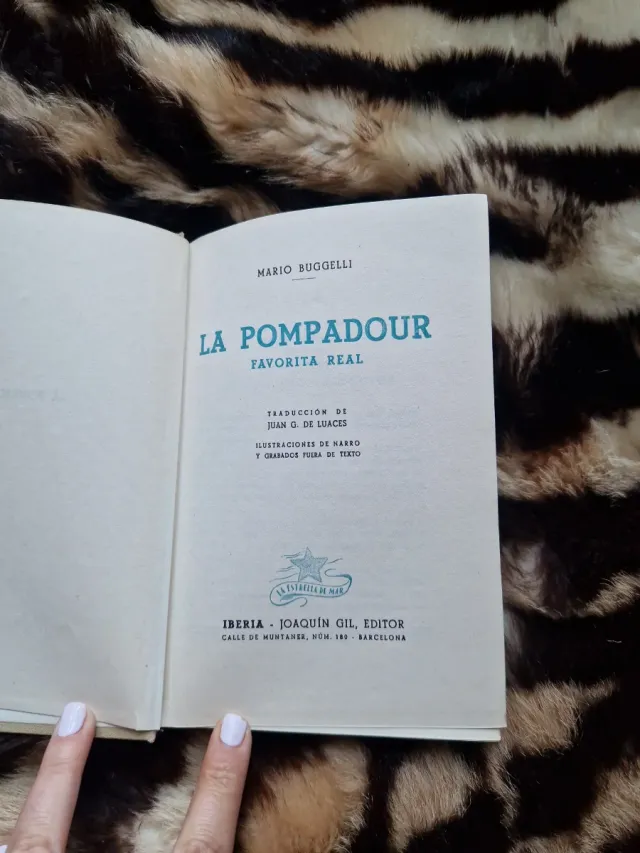 MARIO BUGGELLI
LA POMPADOUR
FAVORITA REAL
TRADUCCIÓN DE
JUAN G. DE LUACES
ILUSTRACIONES DE NARRO
Y GRABADOS FUERA DE TEXTO
LA ESTRELLA DE MAR
IBERIA - JOAQUÍN GIL, EDITOR
CALLE DE MUNTANER, NÚM. 180 - BARCELONA